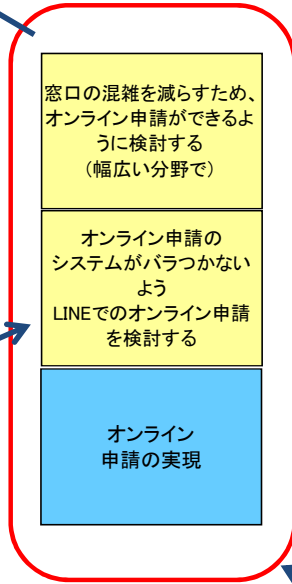 窓口の混雑を減らすため、
オンライン申請ができるよ
うに検討する
（幅広い分野で）
オンライン申請の
システムがバラつかない
よう
LINEでのオンライン申請
を検討する
オンライン
申請の実現